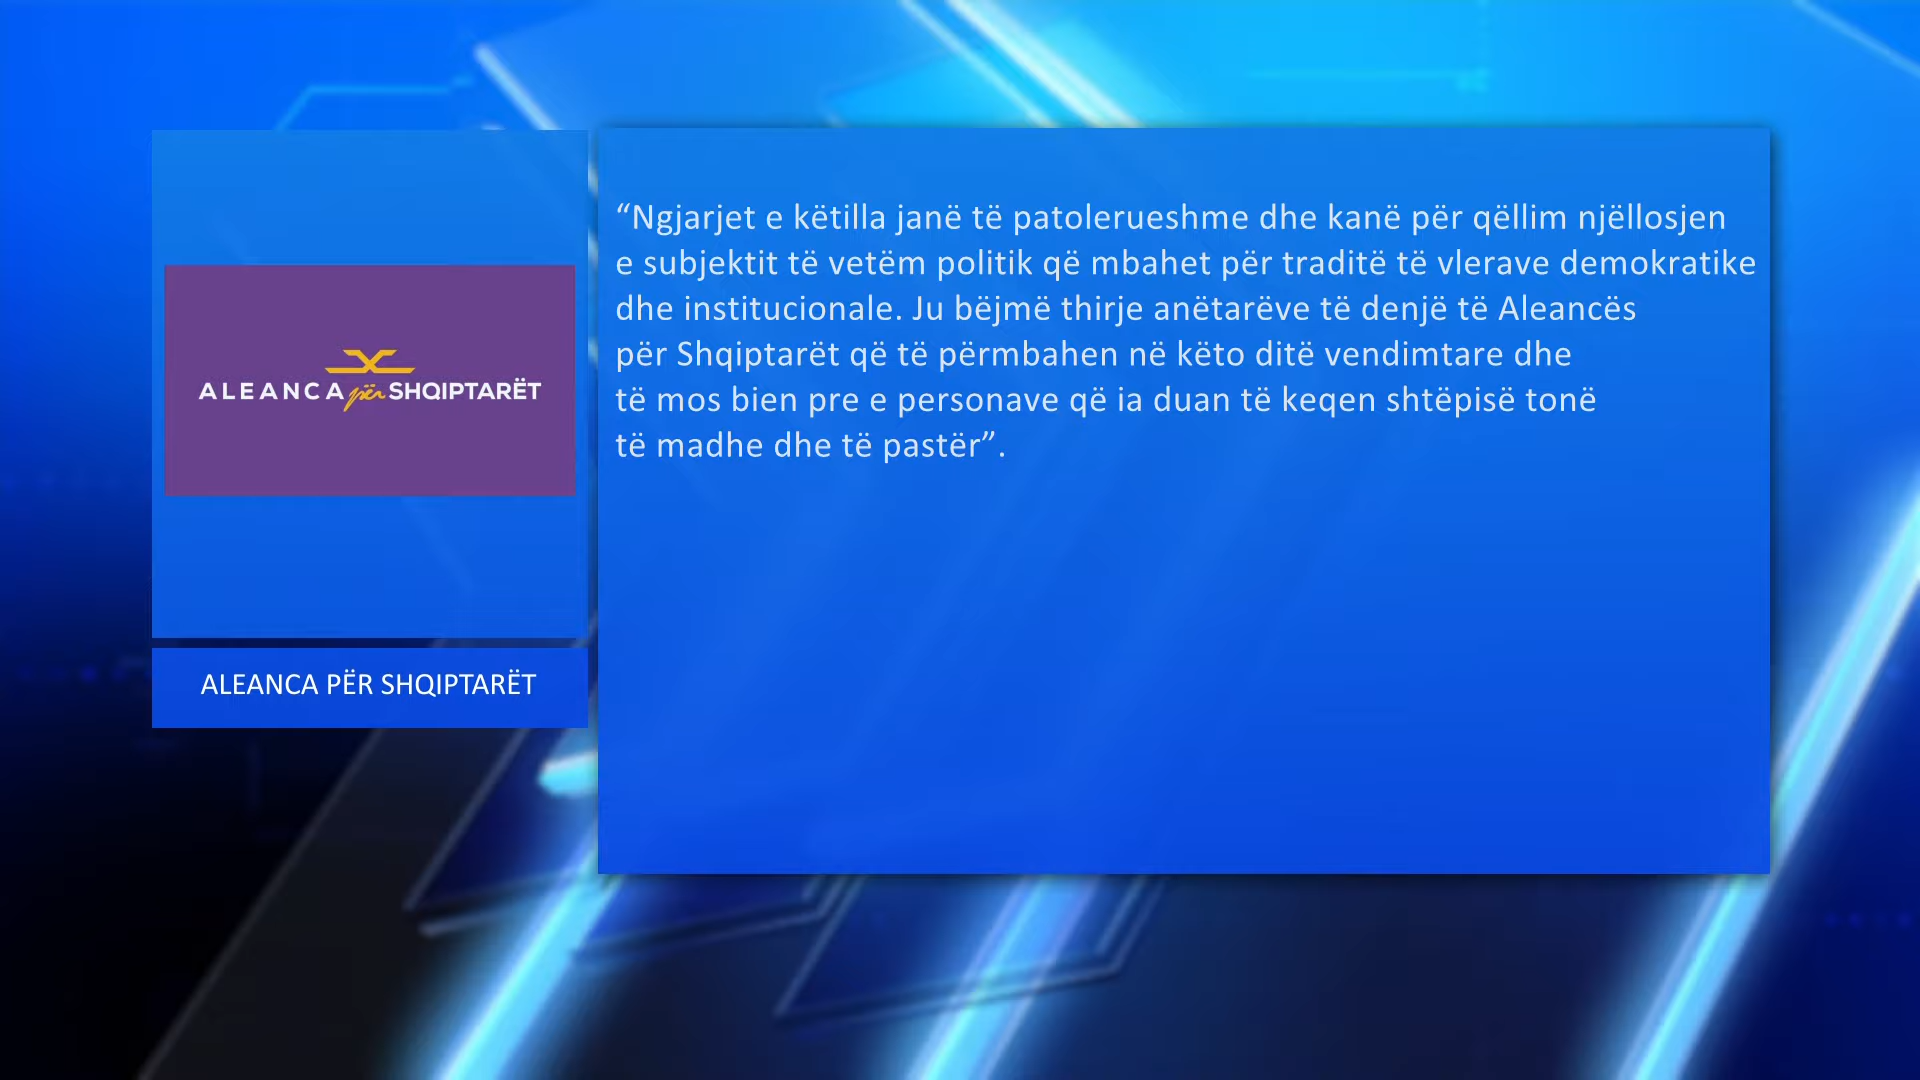 ALEANCA për SHQIPTARËT
ALEANCA PËR SHQIPTARËT
“Ngjarjet e këtilla janë të patolerueshme dhe kanë për qëllim njëllosjen
e subjektit të vetëm politik që mbahet për traditë të vlerave demokratike
dhe institucionale. Ju bëjmë thirje anëtarëve të denjë të Aleancës
për Shqiptarët që të përmbahen në këto ditë vendimtare dhe
të mos bien pre e personave që ia duan të keqen shtëpisë tonë
të madhe dhe të pastër”.